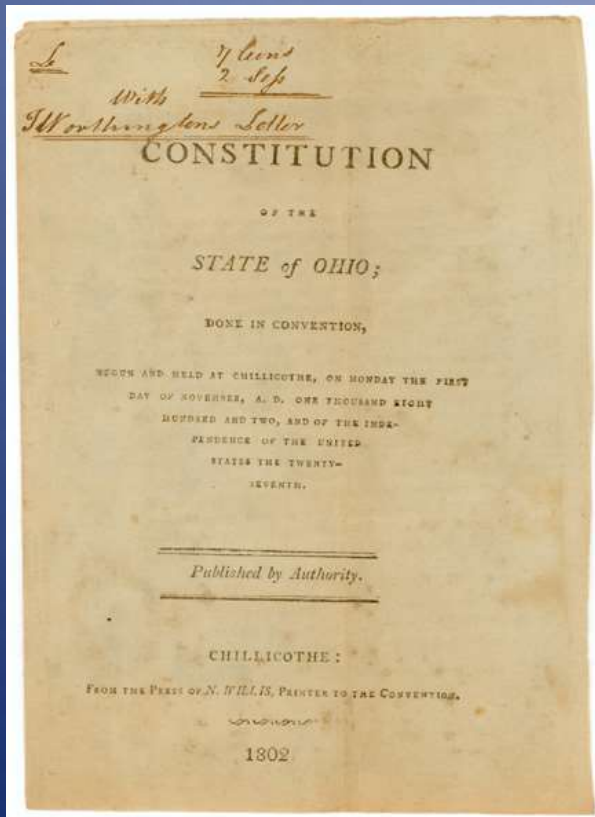 Le
7 Cong
2 Sess
With
T Worthingtons Letter
CONSTITUTION
OF THE
STATE of OHIO;
DONE IN CONVENTION,
BEGUN AND HELD AT CHILLICOTHE, ON MONDAY THE FIRST
DAY OF NOVEMBER, A. D. ONE THOUSAND EIGHT
HUNDRED AND TWO, AND OF THE INDE-
PENDENCE OF THE UNITED
STATES THE TWENTY-
SEVENTH.
Published by Authority.
CHILLICOTHE:
FROM THE PRESS OF N. WILLIS, PRINTER TO THE CONVENTION.
1802